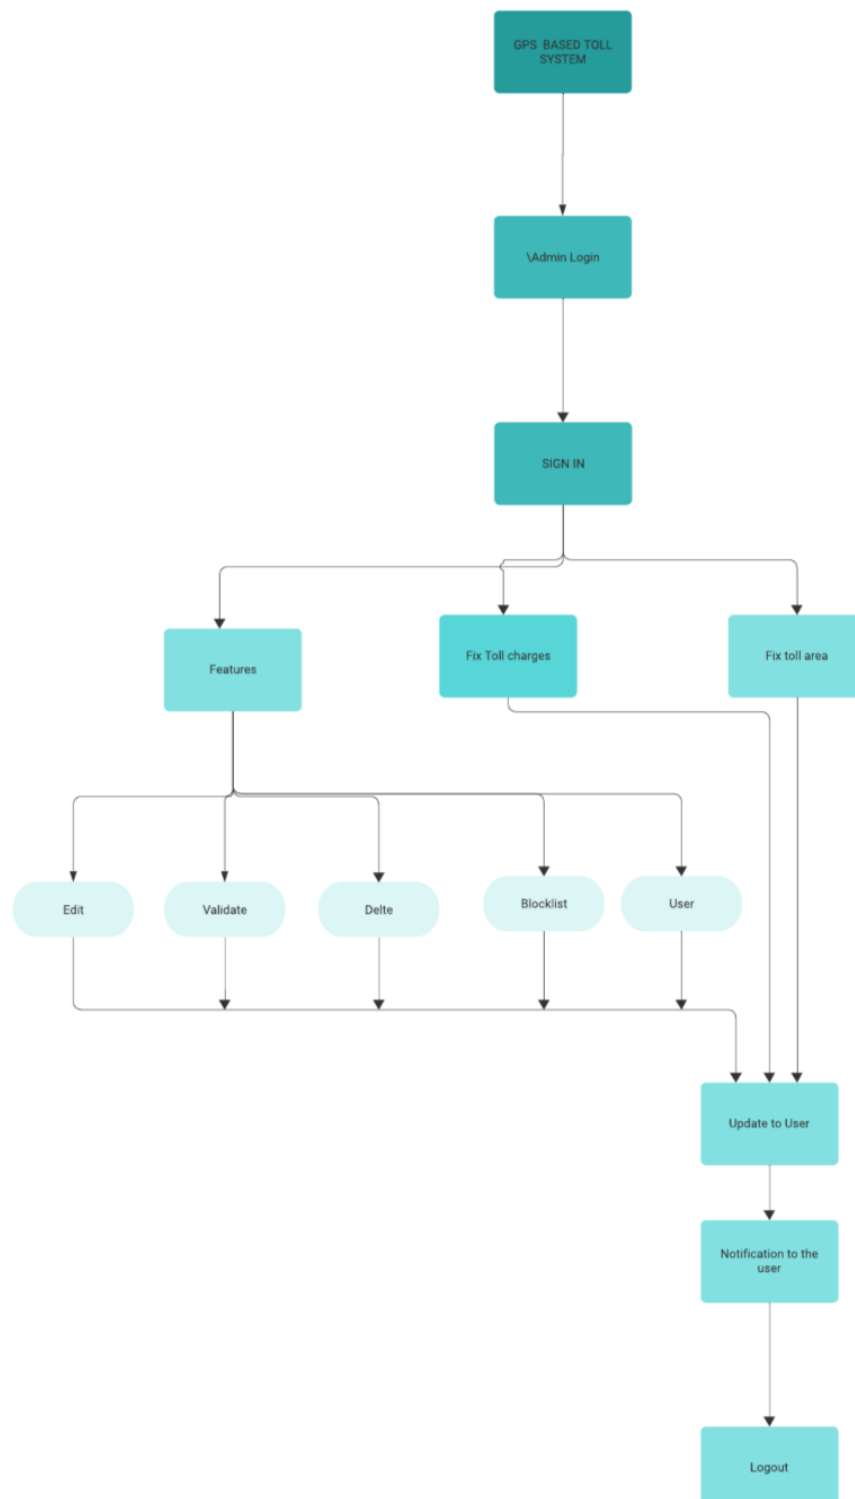 GPS BASED TOLL
SYSTEM
\Admin Login
SIGN IN
Features
Fix Toll charges
Fix toll area
Edit
Validate
Delte
Blocklist
User
Update to User
Notification to the
user
Logout